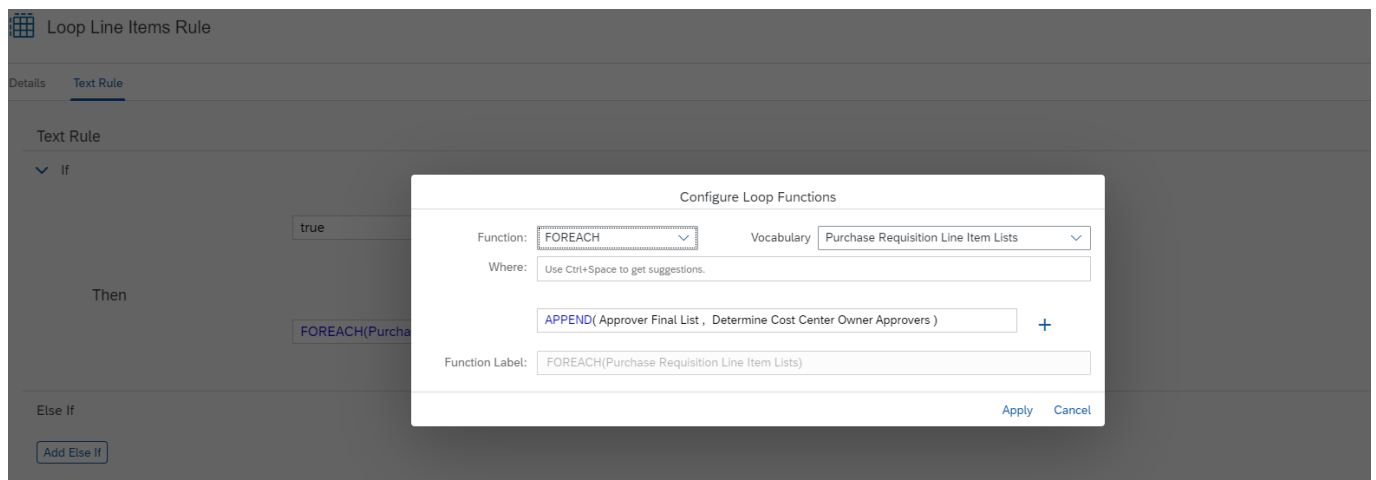 Loop Line Items Rule
Details Text Rule
Text Rule
If
true
Then
FOREACH(Purcha
Else If
Add Else If
Configure Loop Functions
Function: FOREACH Vocabulary Purchase Requisition Line Item Lists
Where: Use Ctrl+Space to get suggestions.
APPEND( Approver Final List , Determine Cost Center Owner Approvers ) +
Function Label: FOREACH(Purchase Requisition Line Item Lists)
Apply Cancel